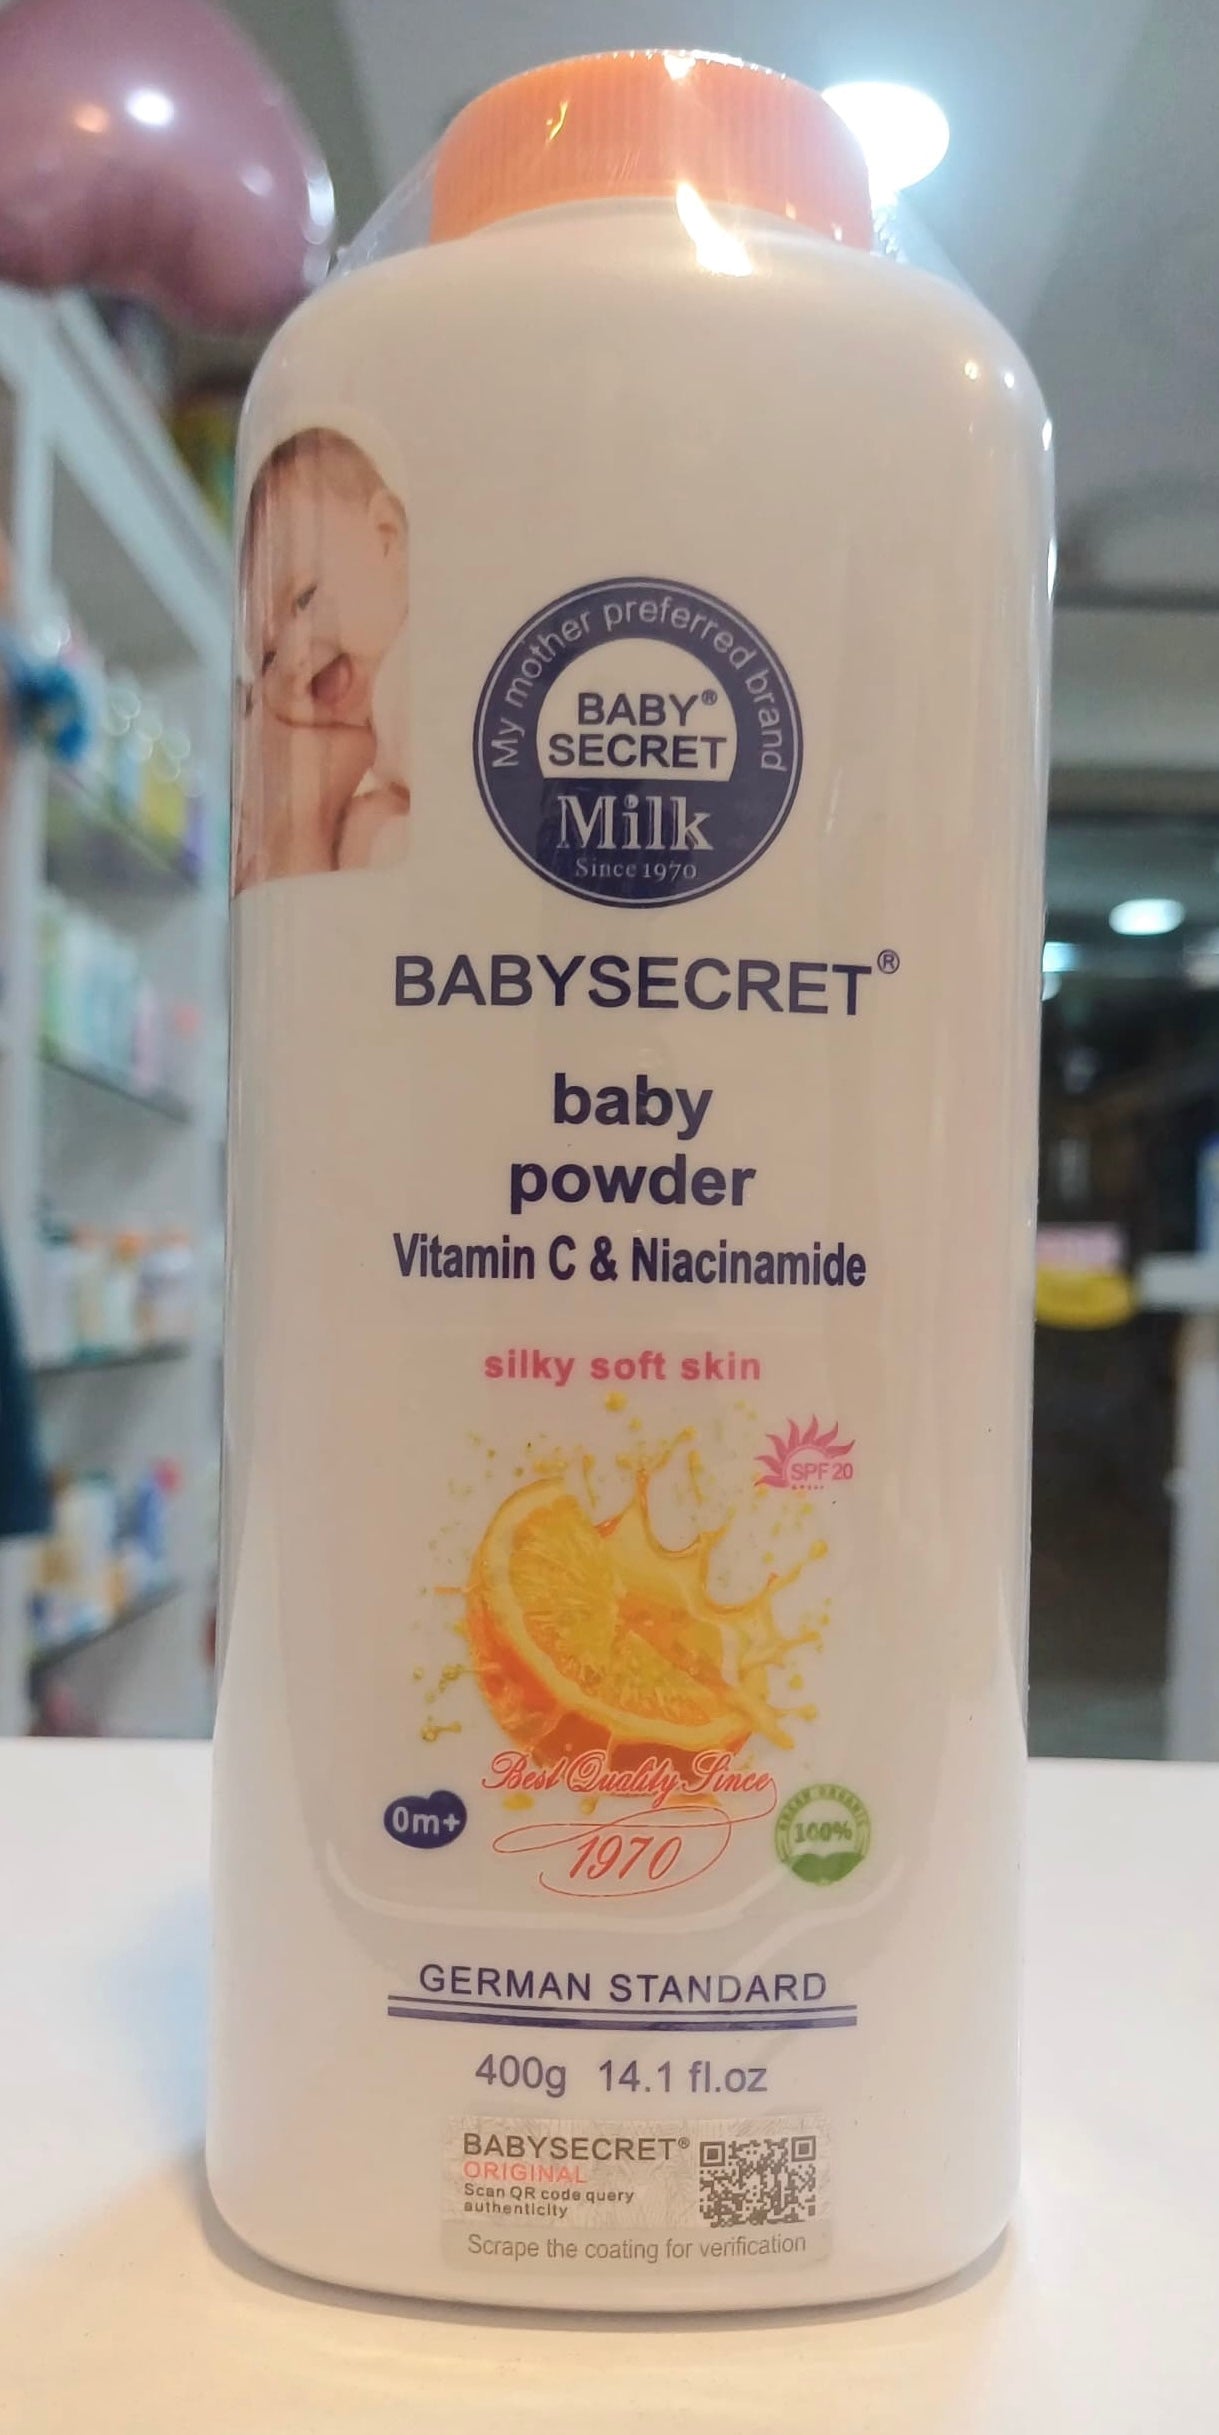 My mother preferred brand
BABY®
SECRET
Milk
Since 1970
BABYSECRET®
baby
powder
Vitamin C & Niacinamide
silky soft skin
SPF 20
Best Quality Since
1970
0m+
100%
GERMAN STANDARD
400g 14.1 fl.oz
BABYSECRET®
ORIGINAL
Scan QR code query
authenticity
Scrape the coating for verification